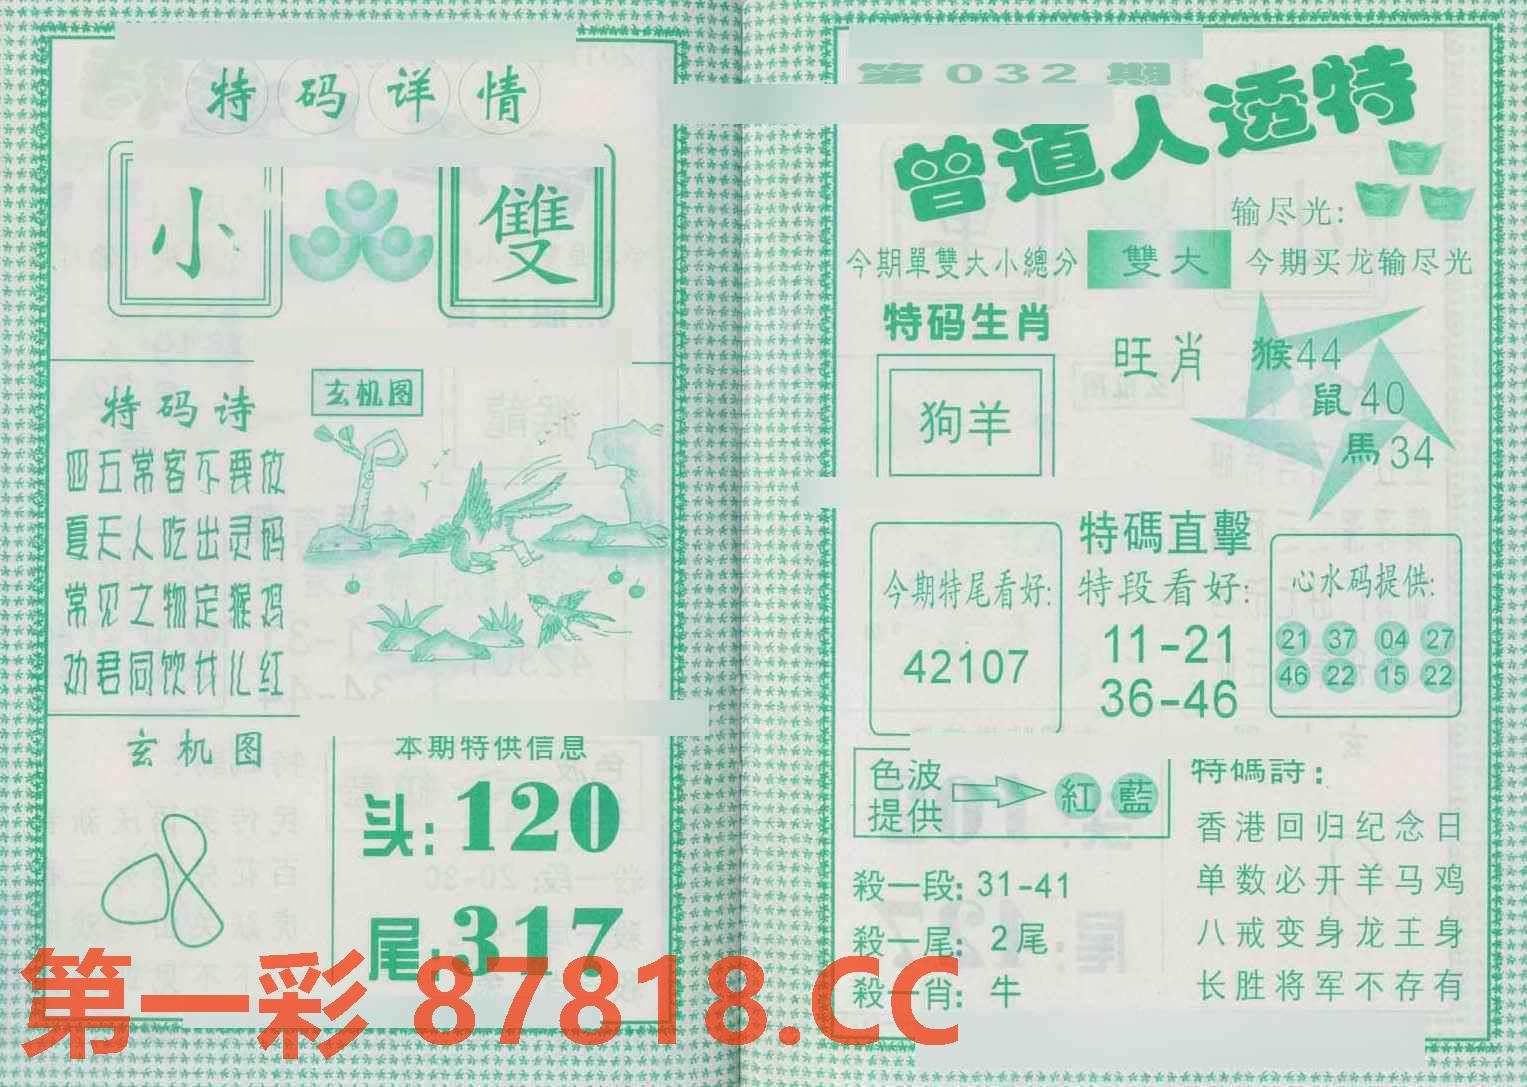 特码详情
小 雙
特码诗
四五常客不要放
夏天人吃出灵码
常见之物定猴鸡
劝君同饮女儿红
玄机图
玄机图
本期特供信息
头:120
尾:317
第032期
曾道人透特
输尽光:
今期單雙大小總分 雙大 今期买龙输尽光
特码生肖
狗羊
旺肖
猴44
鼠40
馬34
今期特尾看好:
42107
特碼直擊
特段看好:
11-21
36-46
心水码提供:
21 37 04 27
46 22 15 22
色波提供 紅 藍
殺一段:31-41
殺一尾:2尾
殺一肖:牛
特碼詩:
香港回归纪念日
单数必开羊马鸡
八戒变身龙王身
长胜将军不存有
第一彩 87818.CC